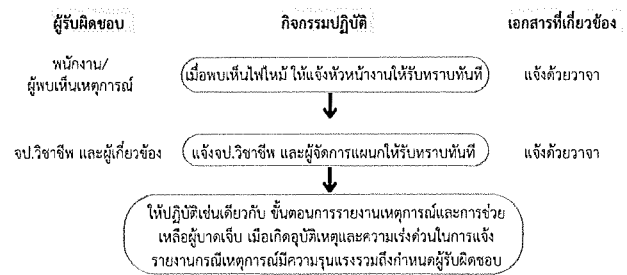 ผู้รับผิดชอบ กิจกรรมปฏิบัติ เอกสารที่เกี่ยวข้อง
พนักงาน/
ผู้พบเห็นเหตุการณ์ เมื่อพบเห็นไฟไหม้ ให้แจ้งหัวหน้างานให้รับทราบทันที แจ้งด้วยวาจา
จป.วิชาชีพ และผู้เกี่ยวข้อง แจ้งจป.วิชาชีพ และผู้จัดการแผนกให้รับทราบทันที แจ้งด้วยวาจา
ให้ปฏิบัติเช่นเดียวกับ ขั้นตอนการรายงานเหตุการณ์และการช่วย
เหลือผู้บาดเจ็บ เมื่อเกิดอุบัติเหตุและความเร่งด่วนในการแจ้ง
รายงานกรณีเหตุการณ์มีความรุนแรงรวมถึงกำหนดผู้รับผิดชอบ